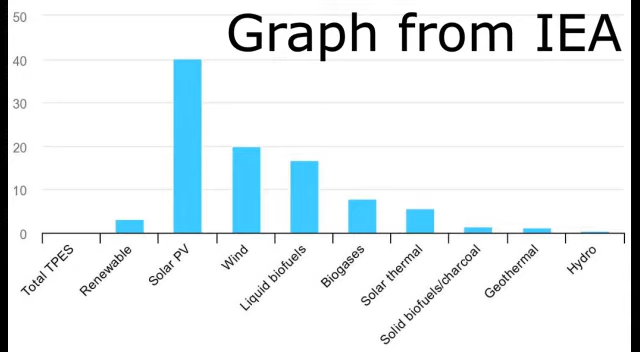 Graph from IEA
50
40
30
20
10
0
Total TPES
Renewable
Solar PV
Wind
Liquid biofuels
Biogases
Solar thermal
Solid biofuels/charcoal
Geothermal
Hydro